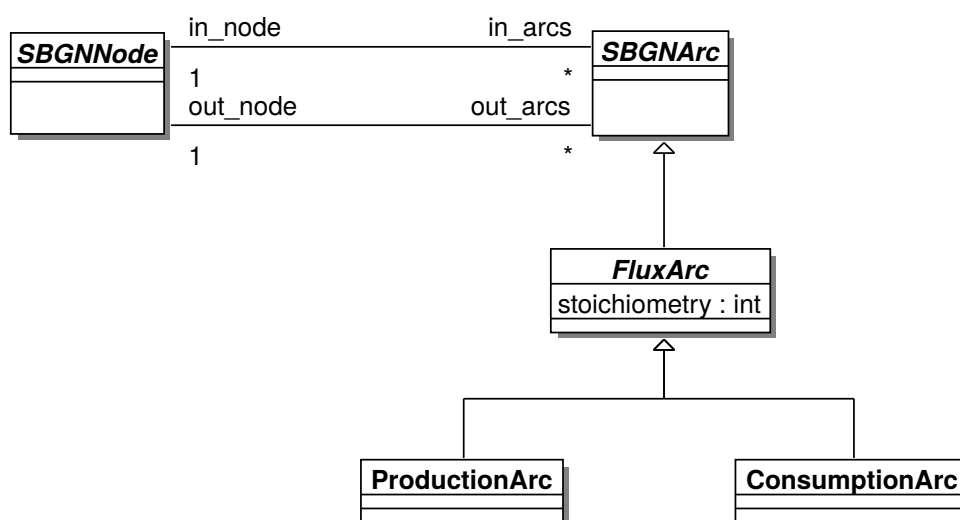 in_node in_arcs
SBGNNode SBGNArc
1 *
out_node out_arcs
1 *
FluxArc
stoichiometry : int
ProductionArc ConsumptionArc